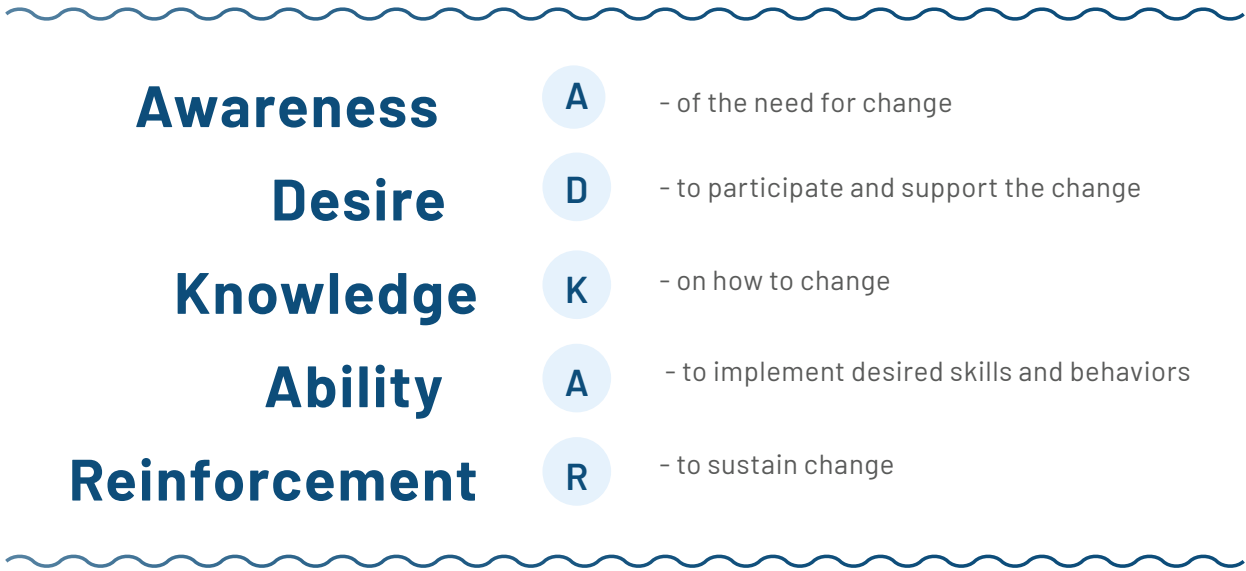 Awareness A - of the need for change
Desire D - to participate and support the change
Knowledge K - on how to change
Ability A - to implement desired skills and behaviors
Reinforcement R - to sustain change